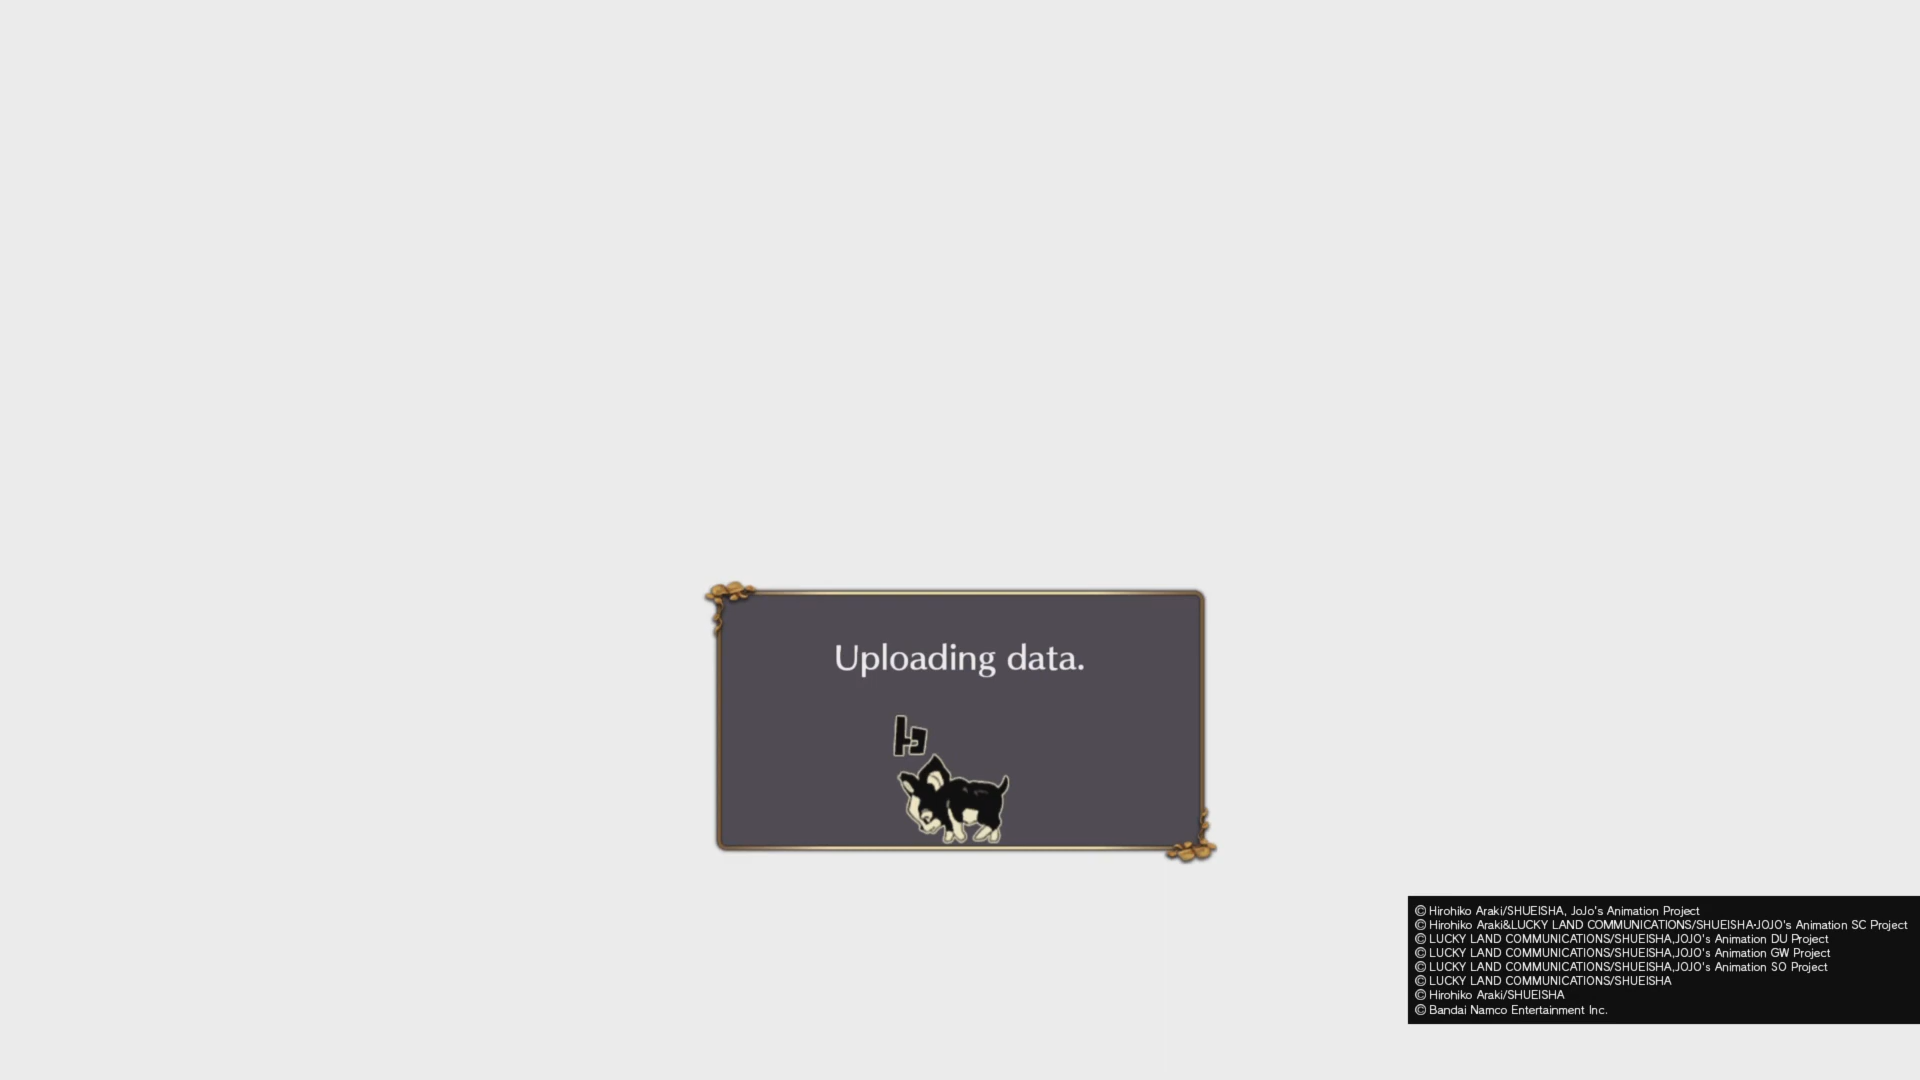 Uploading data.
トコ
© Hirohiko Araki/SHUEISHA, JoJo's Animation Project
© Hirohiko Araki&LUCKY LAND COMMUNICATIONS/SHUEISHA・JOJO's Animation SC Project
© LUCKY LAND COMMUNICATIONS/SHUEISHA,JOJO's Animation DU Project
© LUCKY LAND COMMUNICATIONS/SHUEISHA,JOJO's Animation GW Project
© LUCKY LAND COMMUNICATIONS/SHUEISHA,JOJO's Animation SO Project
© LUCKY LAND COMMUNICATIONS/SHUEISHA
© Hirohiko Araki/SHUEISHA
© Bandai Namco Entertainment Inc.